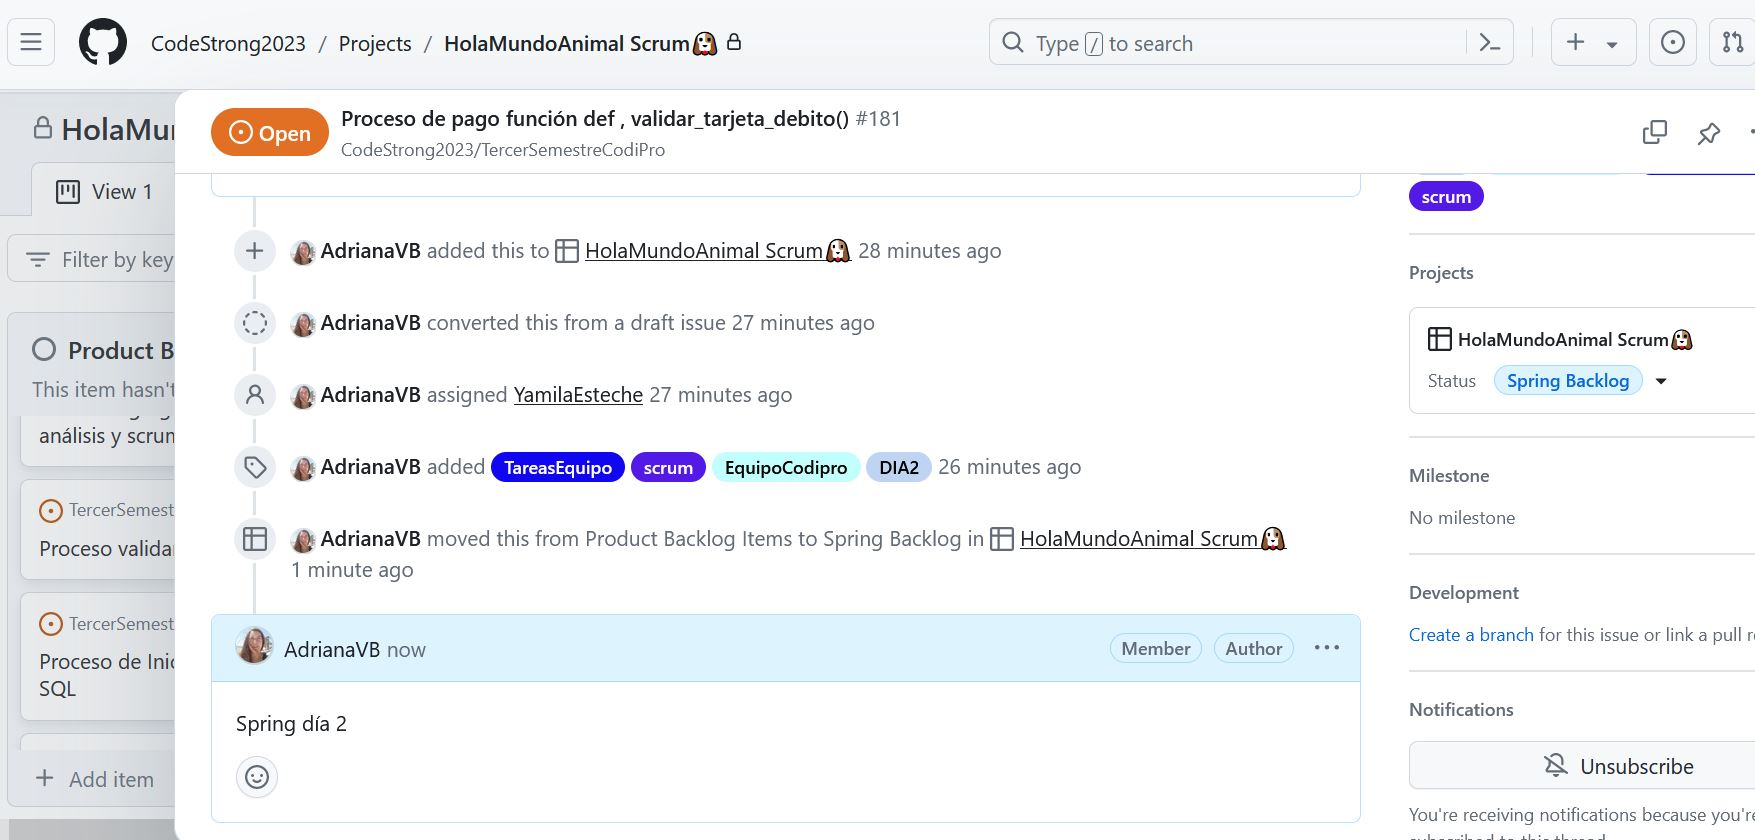 CodeStrong2023 / Projects / HolaMundoAnimal Scrum
Type / to search
HolaMu
View 1
Filter by key
Product B
This item hasn't
análisis y scrum
TercerSemest
Proceso valida
TercerSemest
Proceso de Inic
SQL
+ Add item
Open
Proceso de pago función def , validar_tarjeta_debito() #181
CodeStrong2023/TercerSemestreCodiPro
AdrianaVB added this to HolaMundoAnimal Scrum 28 minutes ago
AdrianaVB converted this from a draft issue 27 minutes ago
AdrianaVB assigned YamilaEsteche 27 minutes ago
AdrianaVB added TareasEquipo scrum EquipoCodipro DIA2 26 minutes ago
AdrianaVB moved this from Product Backlog Items to Spring Backlog in HolaMundoAnimal Scrum
1 minute ago
AdrianaVB now
Member Author
Spring día 2
scrum
Projects
HolaMundoAnimal Scrum
Status Spring Backlog
Milestone
No milestone
Development
Create a branch for this issue or link a pull r
Notifications
Unsubscribe
You're receiving notifications because you're